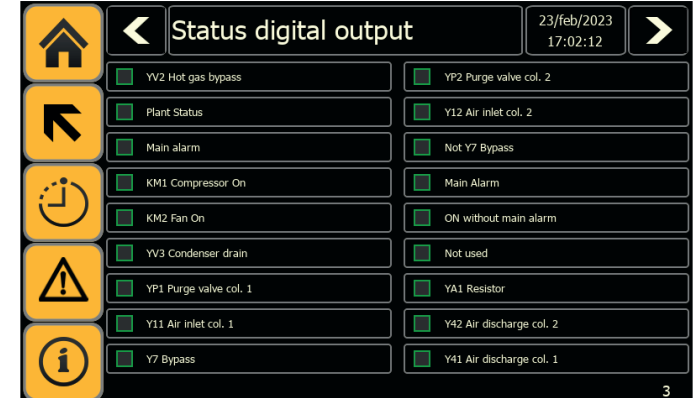 Status digital output
23/feb/2023
17:02:12
YV2 Hot gas bypass
Plant Status
Main alarm
KM1 Compressor On
KM2 Fan On
YV3 Condenser drain
YP1 Purge valve col. 1
Y11 Air inlet col. 1
Y7 Bypass
YP2 Purge valve col. 2
Y12 Air inlet col. 2
Not Y7 Bypass
Main Alarm
ON without main alarm
Not used
YA1 Resistor
Y42 Air discharge col. 2
Y41 Air discharge col. 1
3